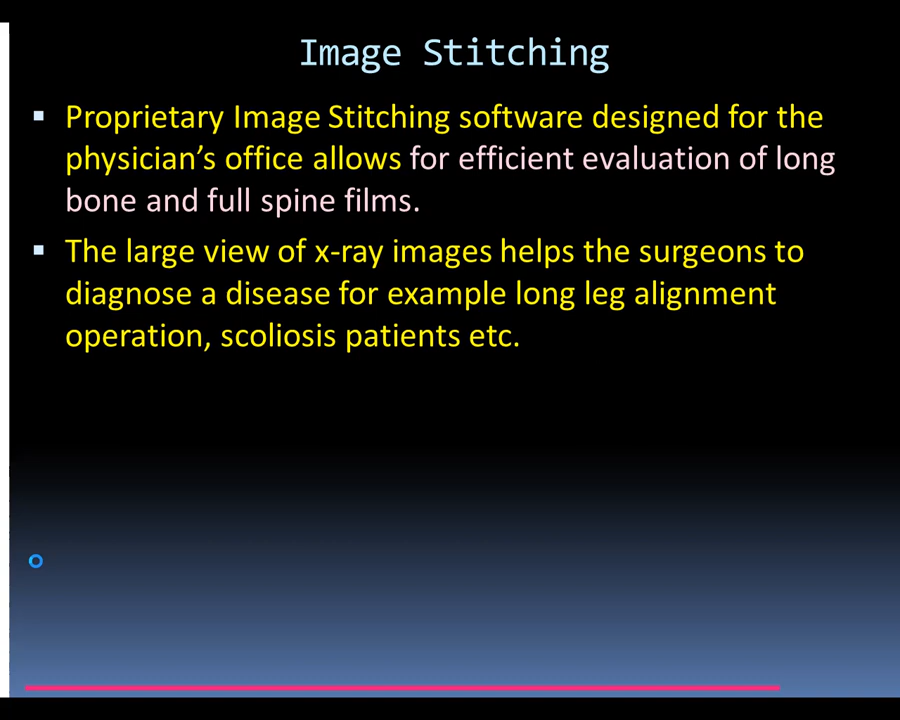 Image Stitching
▪ Proprietary Image Stitching software designed for the
physician’s office allows for efficient evaluation of long
bone and full spine films.
▪ The large view of x-ray images helps the surgeons to
diagnose a disease for example long leg alignment
operation, scoliosis patients etc.